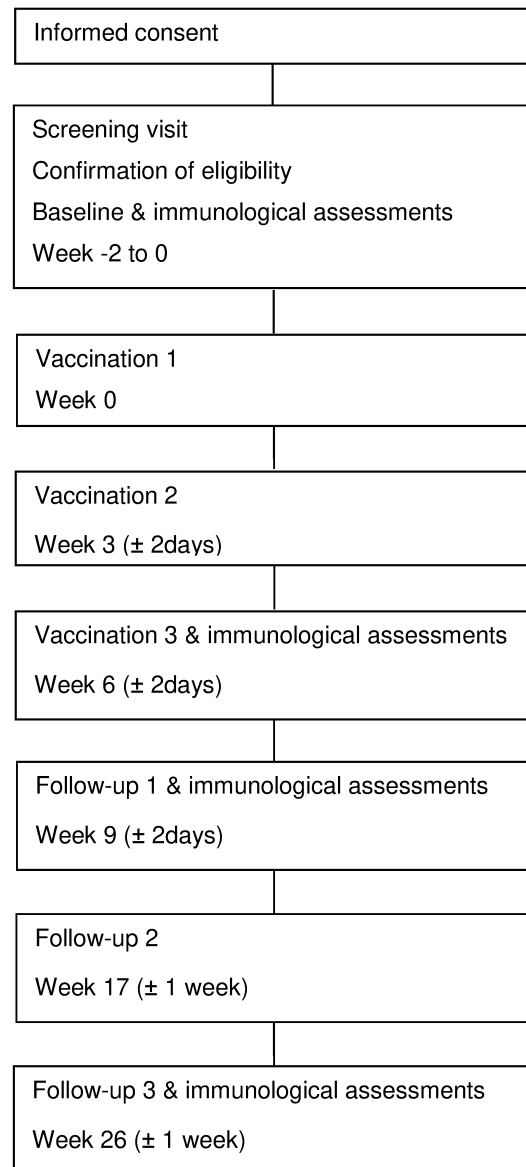 Informed consent
Screening visit
Confirmation of eligibility
Baseline & immunological assessments
Week -2 to 0
Vaccination 1
Week 0
Vaccination 2
Week 3 (± 2days)
Vaccination 3 & immunological assessments
Week 6 (± 2days)
Follow-up 1 & immunological assessments
Week 9 (± 2days)
Follow-up 2
Week 17 (± 1 week)
Follow-up 3 & immunological assessments
Week 26 (± 1 week)